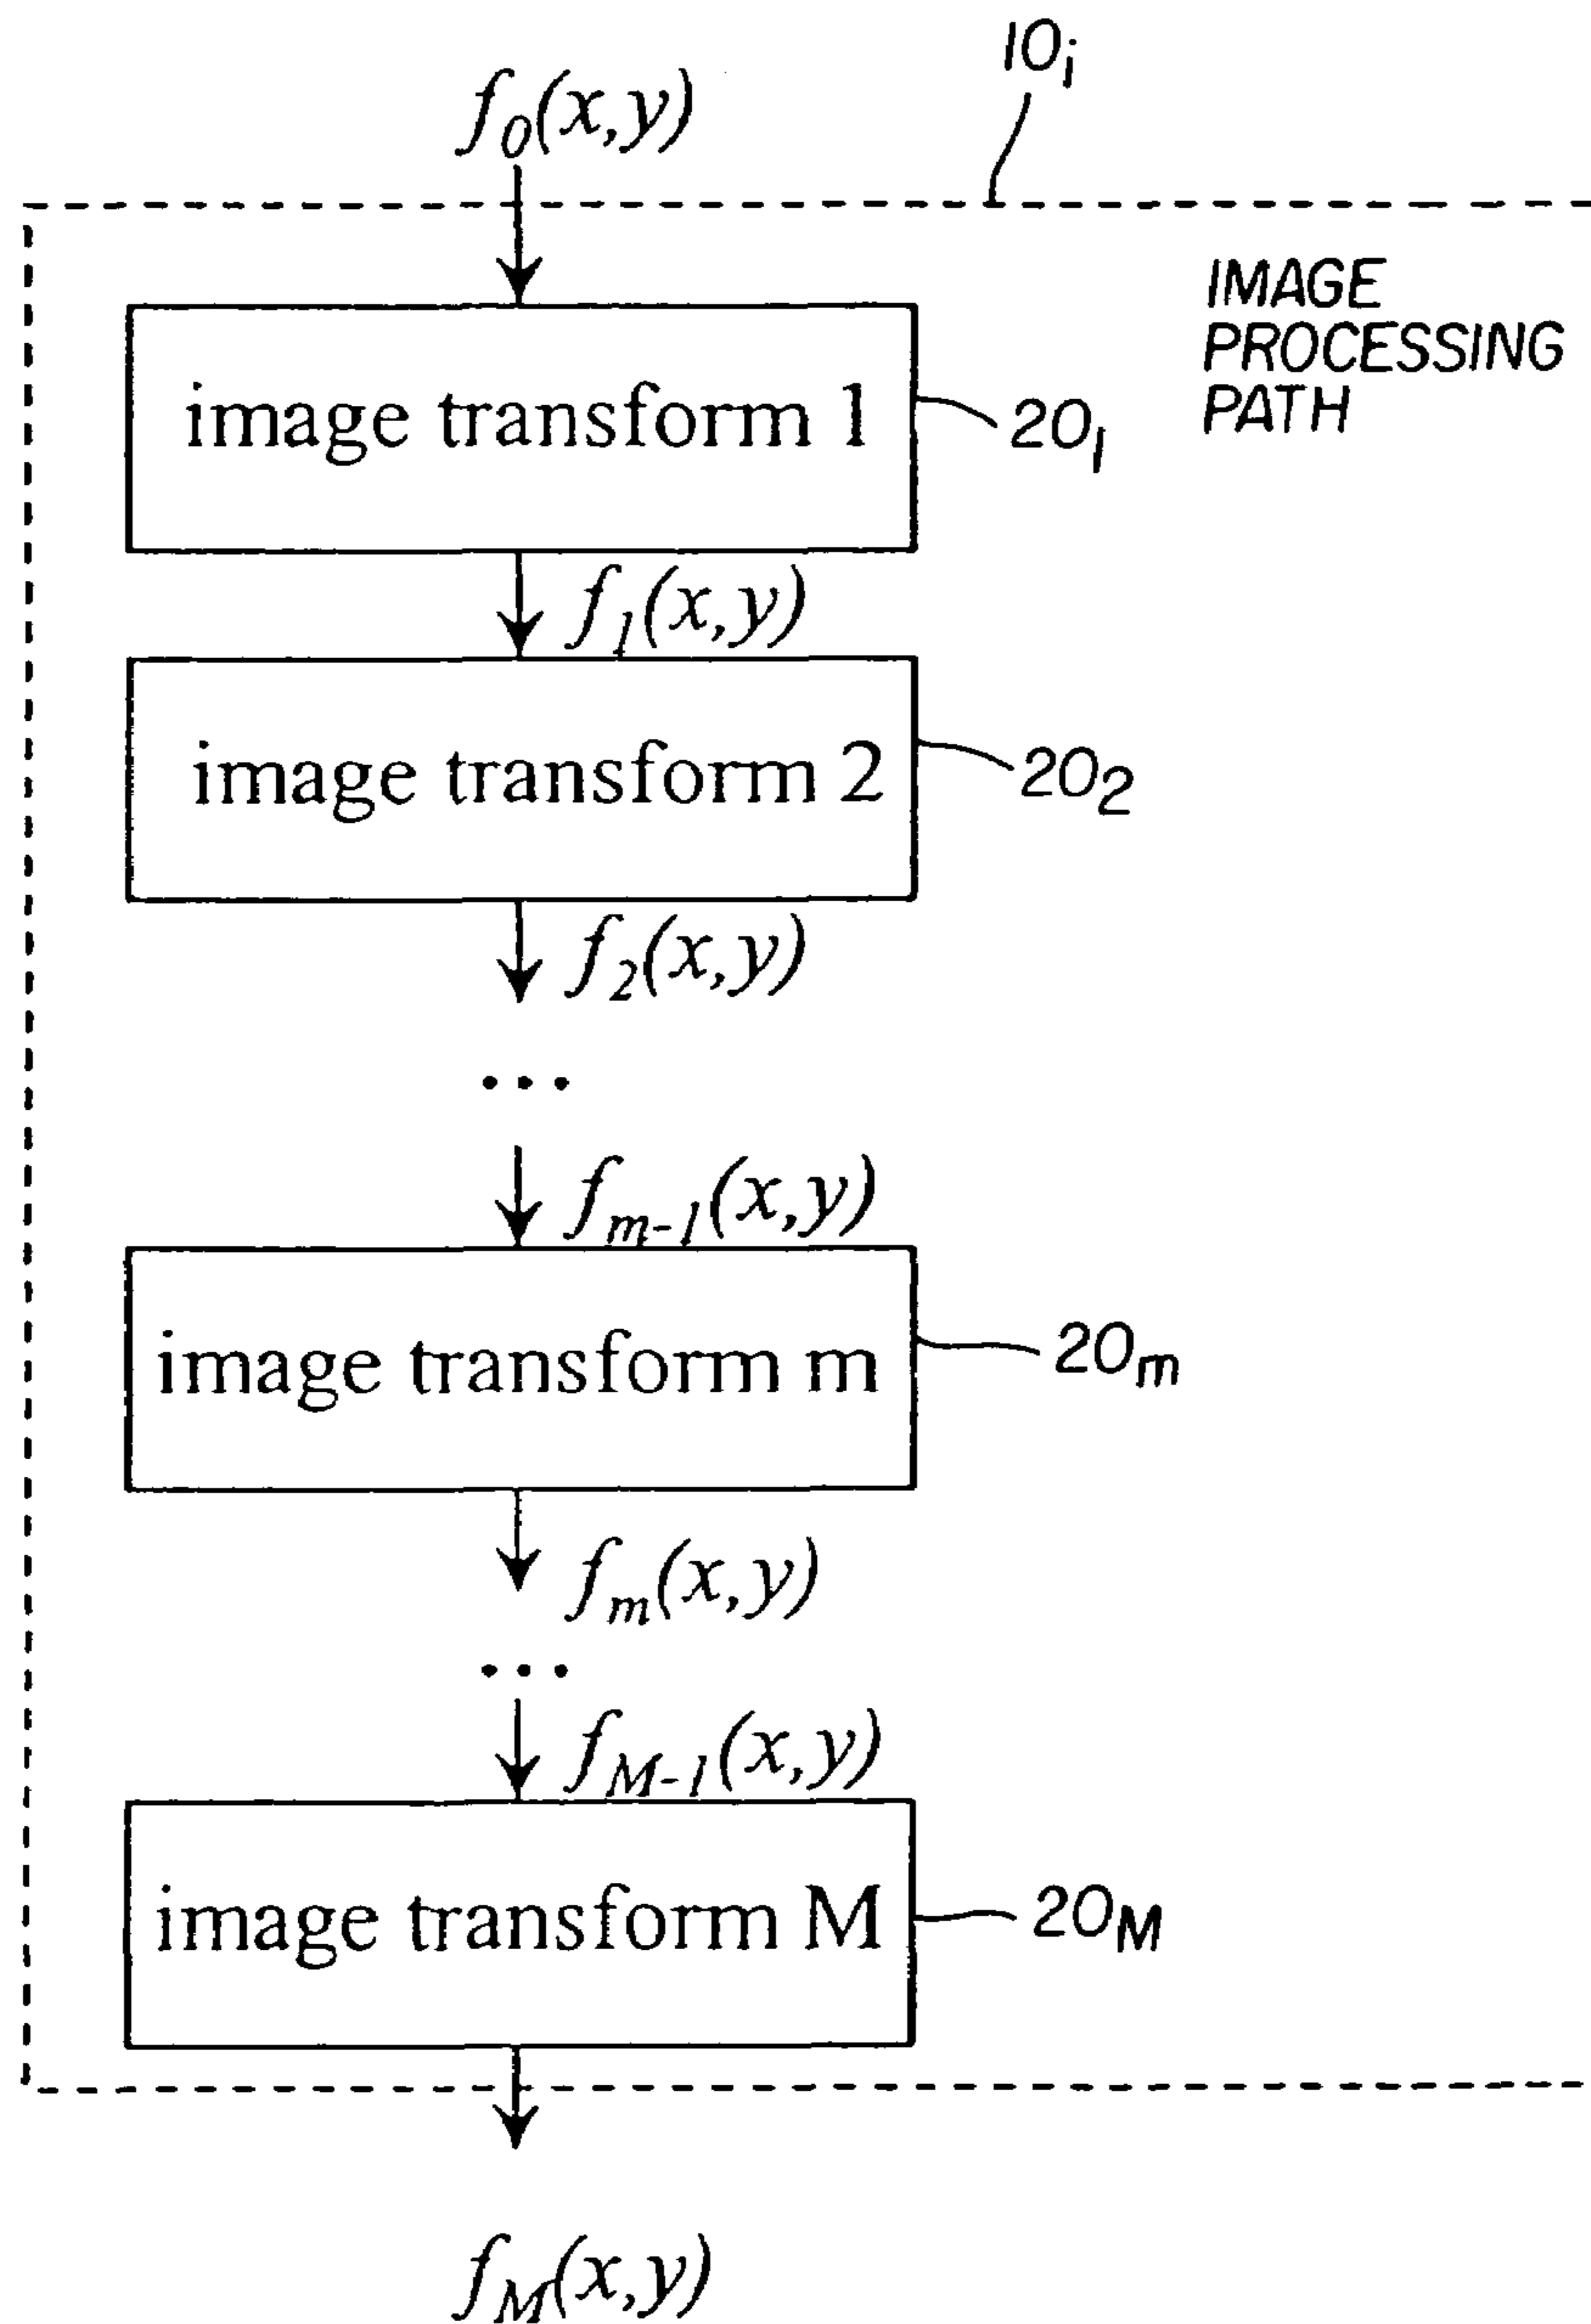 10i
f0(x,y)
IMAGE
PROCESSING
PATH
image transform 1
201
f1(x,y)
image transform 2
202
f2(x,y)
...
fm-1(x,y)
image transform m
20m
fm(x,y)
...
fM-1(x,y)
image transform M
20M
fM(x,y)